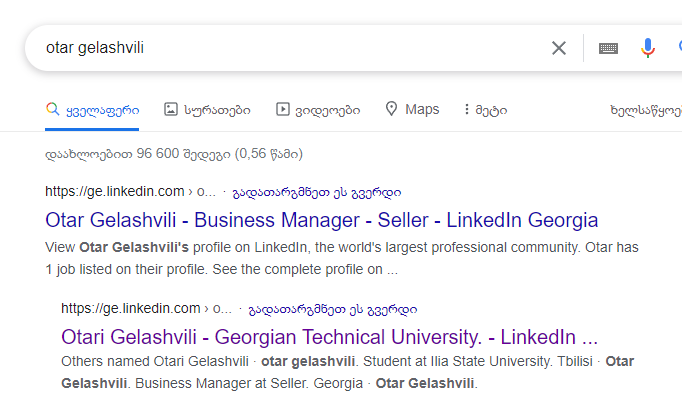 otar gelashvili
ყველაფერი სურათები ვიდეოები Maps მეტი ხელსაწყოე
დაახლოებით 96 600 შედეგი (0,56 წამი)
https://ge.linkedin.com › o... · გადათარგმნეთ ეს გვერდი
Otar Gelashvili - Business Manager - Seller - LinkedIn Georgia
View Otar Gelashvili's profile on LinkedIn, the world's largest professional community. Otar has
1 job listed on their profile. See the complete profile on ...
https://ge.linkedin.com › o... · გადათარგმნეთ ეს გვერდი
Otari Gelashvili - Georgian Technical University. - LinkedIn ...
Others named Otari Gelashvili · otar gelashvili. Student at Ilia State University. Tbilisi · Otar
Gelashvili. Business Manager at Seller. Georgia · Otar Gelashvili.